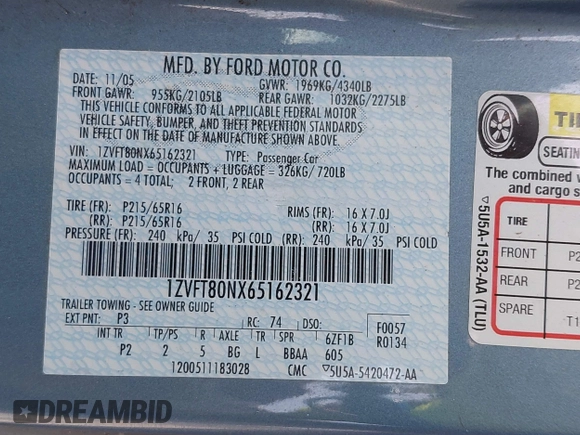 MFD. BY FORD MOTOR CO.
DATE: 11/05 GVWR: 1969KG/4340LB
FRONT GAWR: 955KG/2105LB REAR GAWR: 1032KG/2275LB
THIS VEHICLE CONFORMS TO ALL APPLICABLE FEDERAL MOTOR
VEHICLE SAFETY, BUMPER, AND THEFT PREVENTION STANDARDS
IN EFFECT ON THE DATE OF MANUFACTURE SHOWN ABOVE.
VIN: 1ZVFT80NX65162321 TYPE: Passenger Car
MAXIMUM LOAD = OCCUPANTS + LUGGAGE = 326KG/720LB
OCCUPANTS = 4 TOTAL; 2 FRONT, 2 REAR
TIRE (FR): P215/65R16 RIMS (FR): 16 X 7.0J
(RR): P215/65R16 (RR): 16 X 7.0J
PRESSURE (FR): 240 kPa/ 35 PSI COLD (RR): 240 kPa/ 35 PSI COLD
1ZVFT80NX65162321
TRAILER TOWING - SEE OWNER GUIDE
EXT PNT: P3 RC: 74 DSO: F0057
INT TR TP/PS R AXLE TR SPR 6ZF1B R0134
P2 2 5 BG L BBAA 605
1200511183028 CMC 5U5A-5420472-AA
5U5A-1532-AA (TLU)
SEATING
The combined
and cargo
TIRE
FRONT
REAR
SPARE
DREAMBID